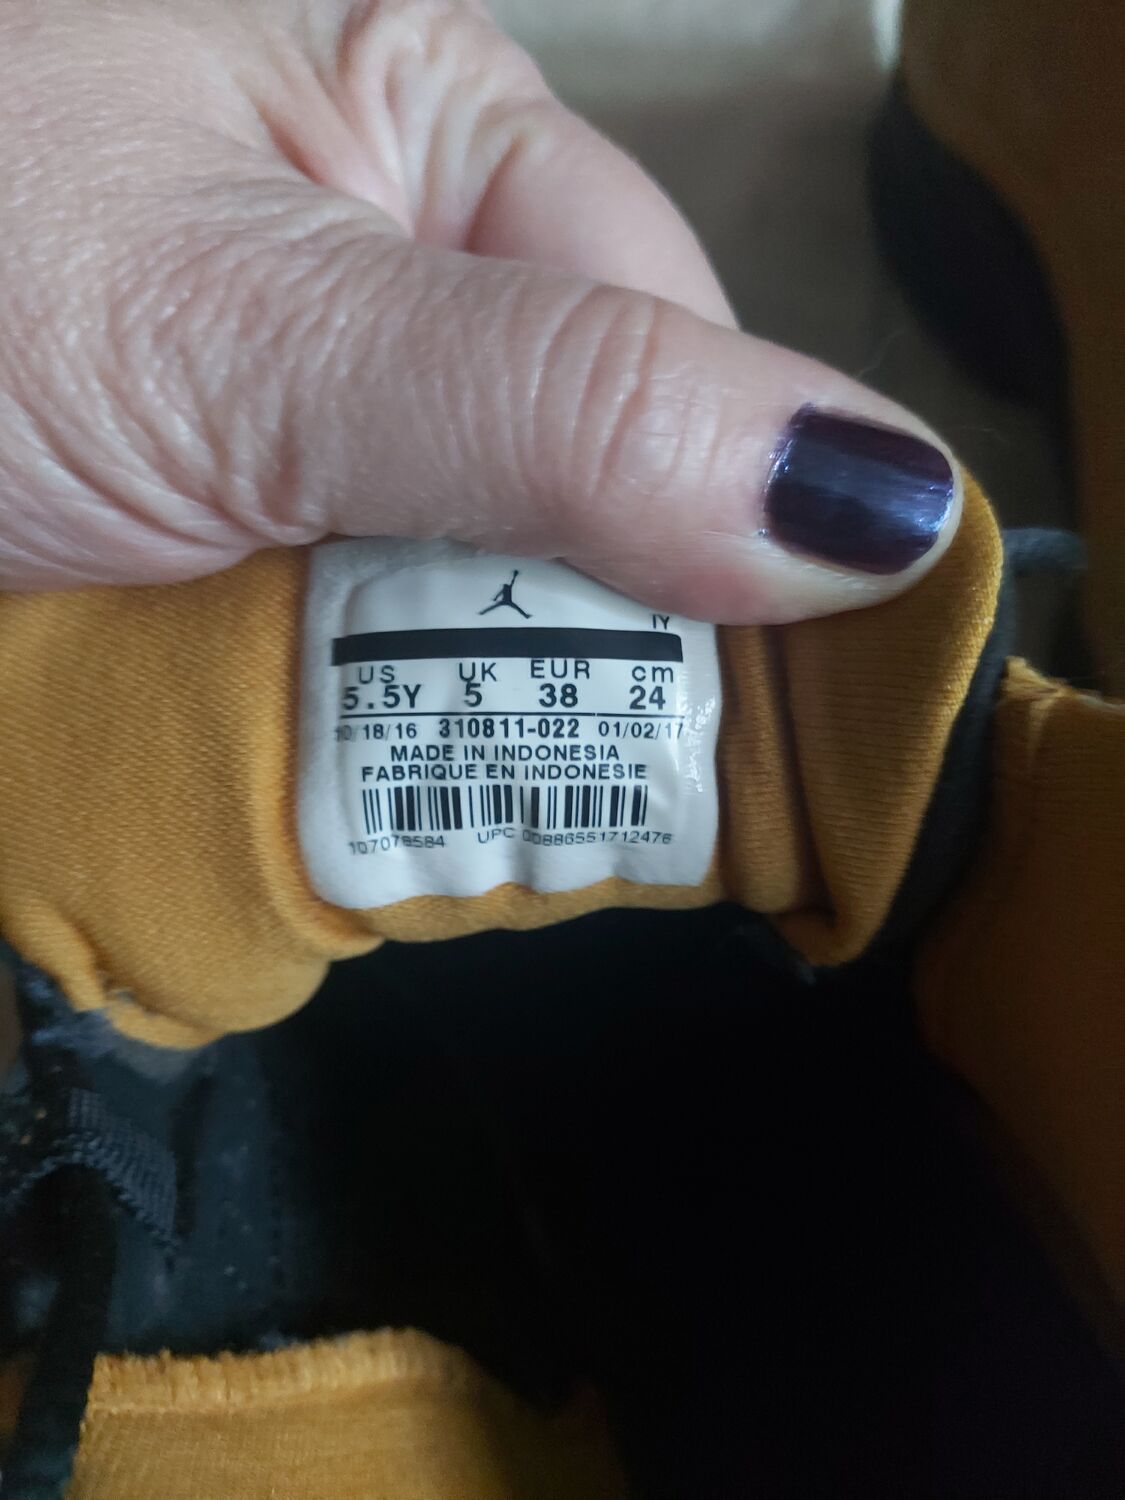 IY
US UK EUR cm
5.5Y 5 38 24
10/18/16 310811-022 01/02/17
MADE IN INDONESIA
FABRIQUE EN INDONESIE
107078584 UPC 00886551712476